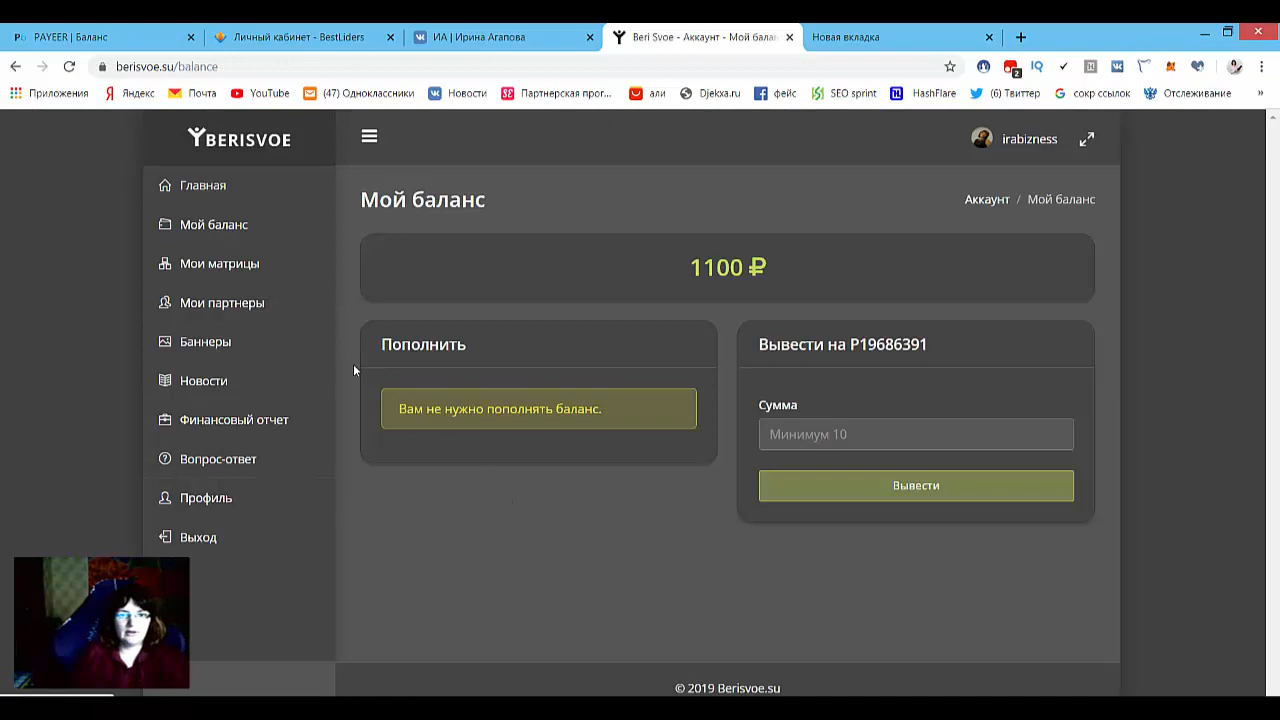 PAYEER | Баланс
Личный кабинет - BestLiders
ИА | Ирина Агапова
Beri Svoe - Аккаунт - Мой балан
Новая вкладка
berisvoe.su/balance
2
Приложения
Яндекс
Почта
YouTube
(47) Одноклассники
Новости
Партнерская прог...
али
Djekxa.ru
фейс
SEO sprint
HashFlare
(6) Твиттер
сокр ссылок
Отслеживание
BERISVOE
irabizness
Главная
Мой баланс
Мои матрицы
Мои партнеры
Баннеры
Новости
Финансовый отчет
Вопрос-ответ
Профиль
Выход
Мой баланс
Аккаунт / Мой баланс
1100 ₽
Пополнить
Вам не нужно пополнять баланс.
Вывести на P19686391
Сумма
Минимум 10
Вывести
© 2019 Berisvoe.su